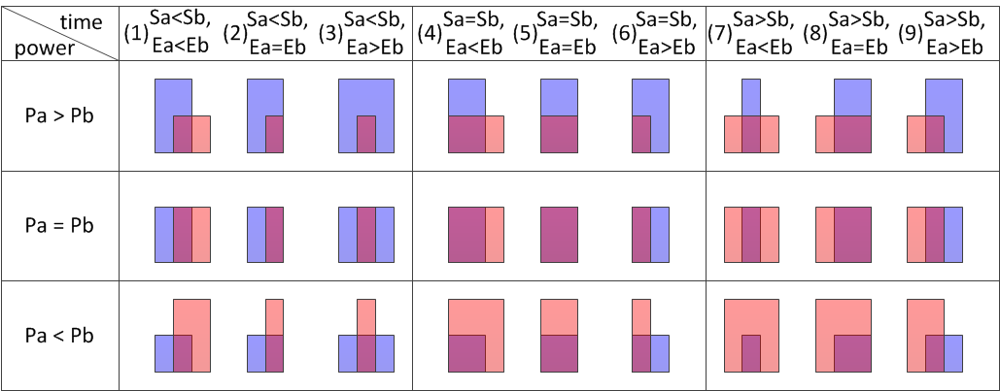 time
power
(1) Sa<Sb,
Ea<Eb
(2) Sa<Sb,
Ea=Eb
(3) Sa<Sb,
Ea>Eb
(4) Sa=Sb,
Ea<Eb
(5) Sa=Sb,
Ea=Eb
(6) Sa=Sb,
Ea>Eb
(7) Sa>Sb,
Ea<Eb
(8) Sa>Sb,
Ea=Eb
(9) Sa>Sb,
Ea>Eb
Pa > Pb
Pa = Pb
Pa < Pb